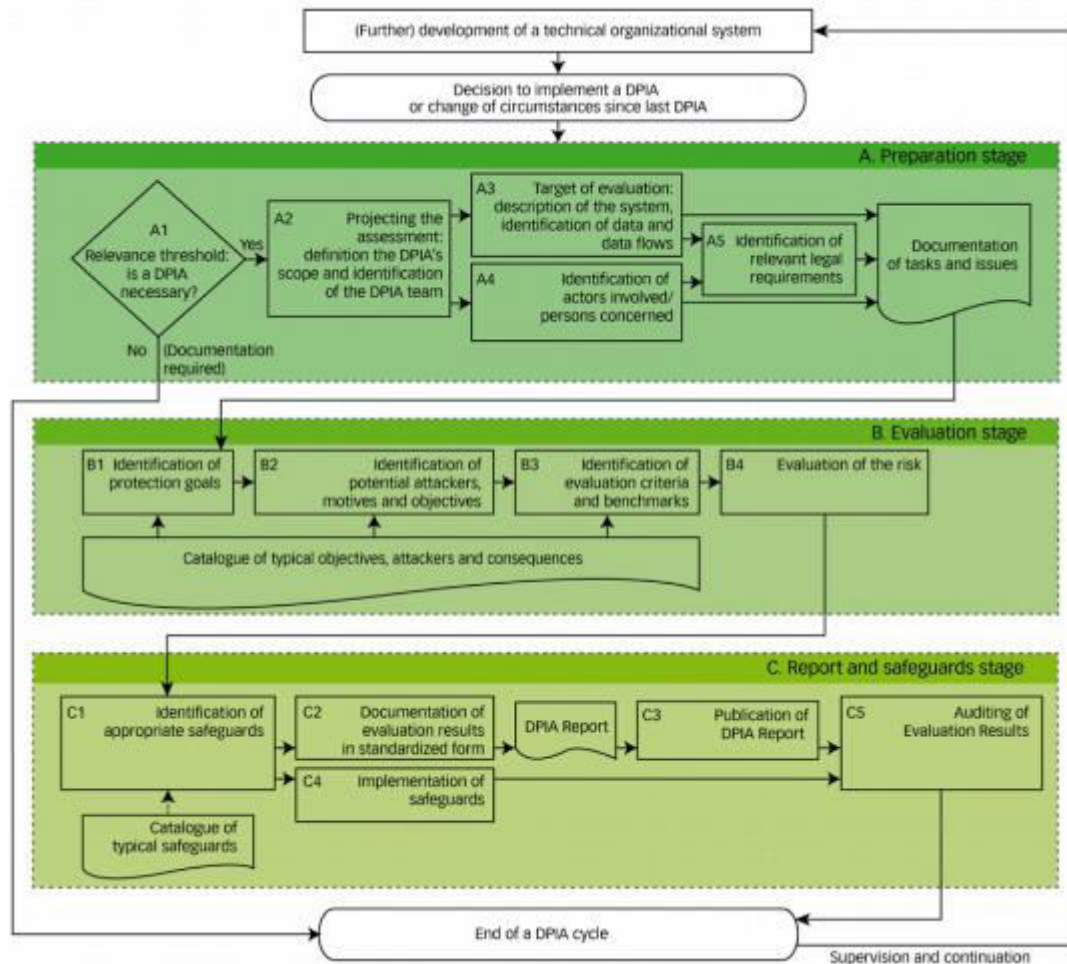 (Further) development of a technical organizational system
Decision to implement a DPIA
or change of circumstances since last DPIA
A. Preparation stage
A1
Relevance threshold:
is a DPIA
necessary?
Yes
No (Documentation
required)
A2 Projecting the
assessment:
definition the DPIA's
scope and identification
of the DPIA team
A3 Target of evaluation:
description of the system,
identification of data and
data flows
A4 Identification of
actors involved/
persons concerned
A5 Identification of
relevant legal
requirements
Documentation
of tasks and issues
B. Evaluation stage
B1 Identification of
protection goals
B2 Identification of
potential attackers,
motives and objectives
B3 Identification of
evaluation criteria
and benchmarks
B4 Evaluation of the risk
Catalogue of typical objectives, attackers and consequences
C. Report and safeguards stage
C1 Identification of
appropriate safeguards
C2 Documentation of
evaluation results
in standardized form
DPIA Report
C3 Publication of
DPIA Report
C5 Auditing of
Evaluation Results
C4 Implementation of
safeguards
Catalogue of
typical safeguards
End of a DPIA cycle
Supervision and continuation